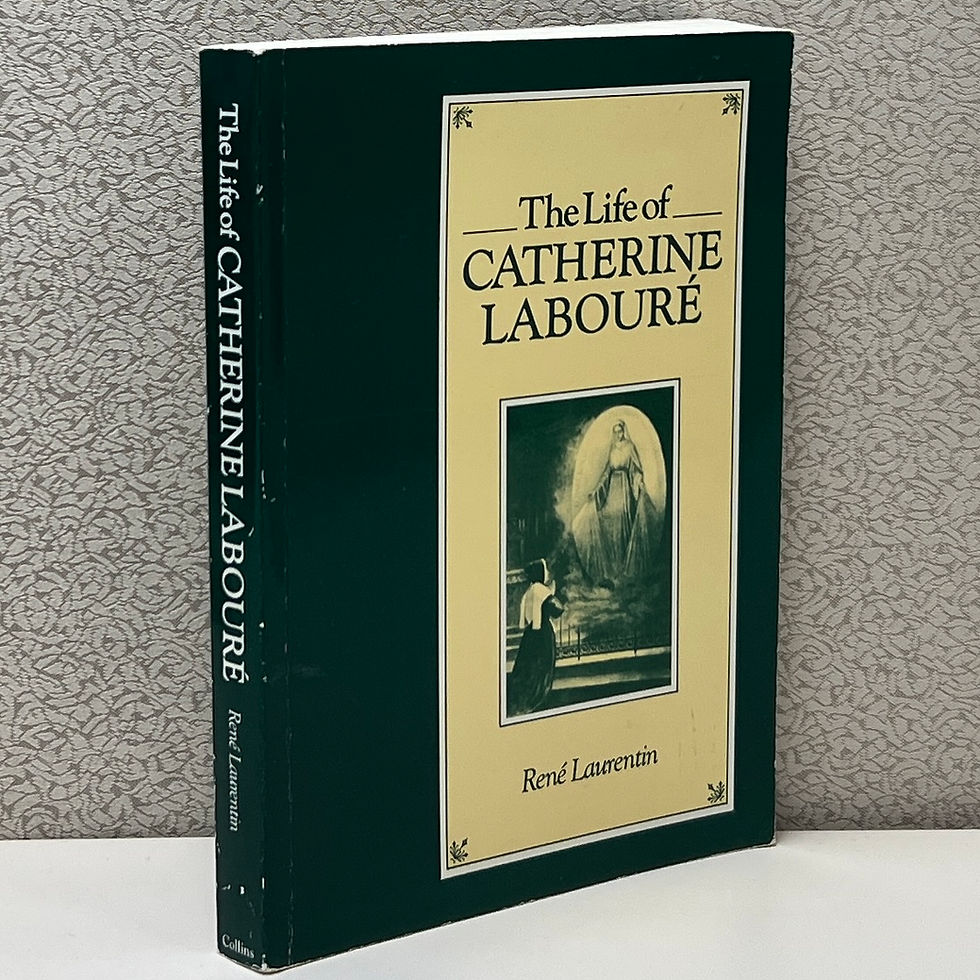 The Life of CATHERINE LABOURÉ René Laurentin
Collins
The Life of
CATHERINE
LABOURÉ
René Laurentin